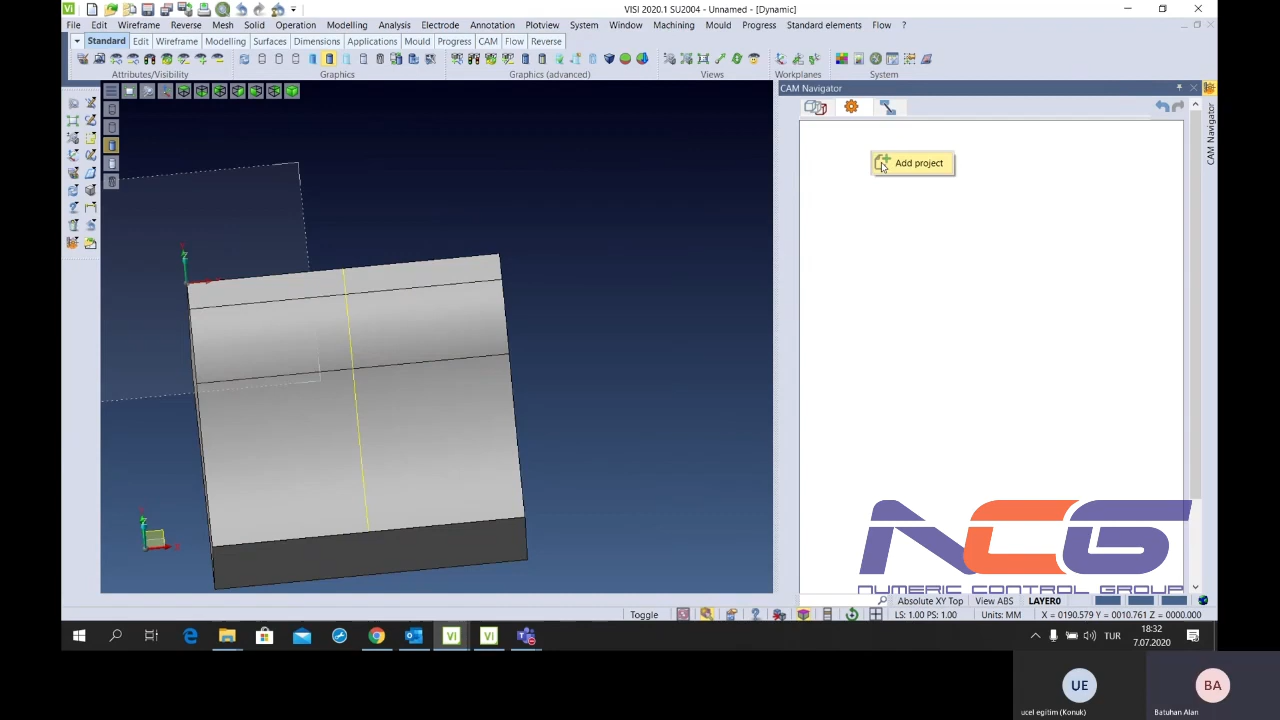 VISI 2020.1 SU2004 - Unnamed - [Dynamic]
File Edit Wireframe Reverse Mesh Solid Operation Modelling Analysis Electrode Annotation Plotview System Window Machining Mould Progress Standard elements Flow ?
Standard Edit Wireframe Modelling Surfaces Dimensions Applications Mould Progress CAM Flow Reverse
Attributes/Visibility Graphics Graphics (advanced) Views Workplanes System
CAM Navigator
CAM Navigator
Add project
NCG
NUMERIC CONTROL GROUP
Toggle Absolute XY Top View ABS LAYER0
LS: 1.00 PS: 1.00 Units: MM X = 0190.579 Y = 0010.761 Z = 0000.000
TUR 18:32
7.07.2020
UE BA
ucel egitim (Konuk) Batuhan Alan